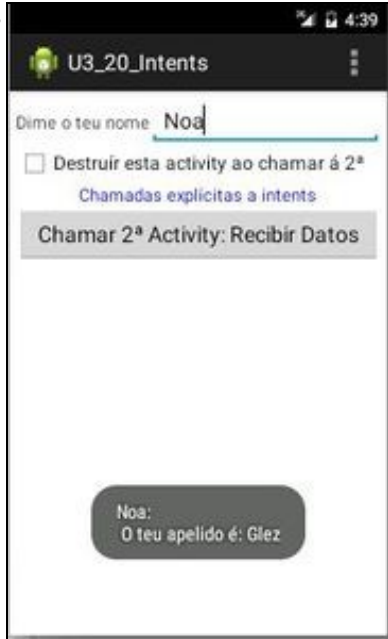 4:39
U3_20_Intents
Dime o teu nome Noa
Destruír esta activity ao chamar á 2ª
Chamadas explicitas a intents
Chamar 2ª Activity: Recibir Datos
Noa:
O teu apelido é: Glez